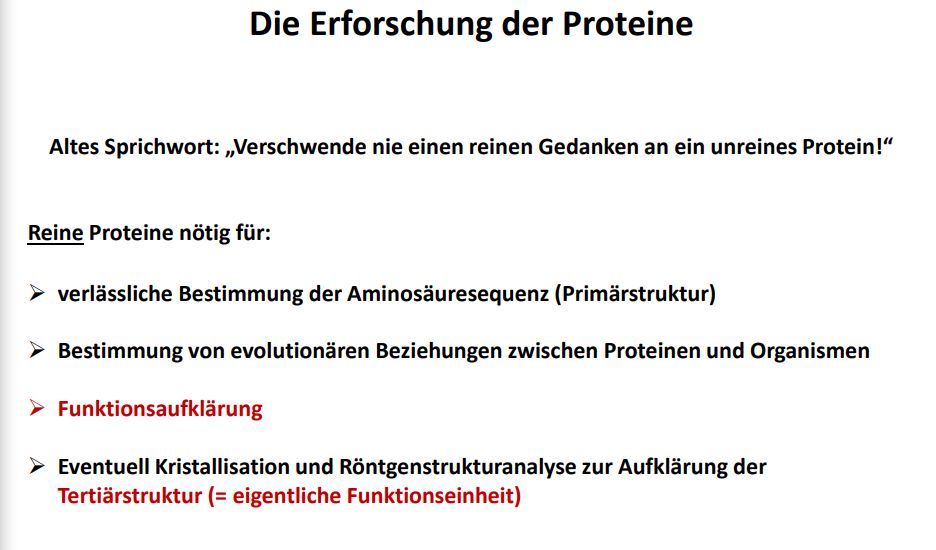 Die Erforschung der Proteine
Altes Sprichwort: „Verschwende nie einen reinen Gedanken an ein unreines Protein!“
Reine Proteine nötig für:
➢ verlässliche Bestimmung der Aminosäuresequenz (Primärstruktur)
➢ Bestimmung von evolutionären Beziehungen zwischen Proteinen und Organismen
➢ Funktionsaufklärung
➢ Eventuell Kristallisation und Röntgenstrukturanalyse zur Aufklärung der
Tertiärstruktur (= eigentliche Funktionseinheit)